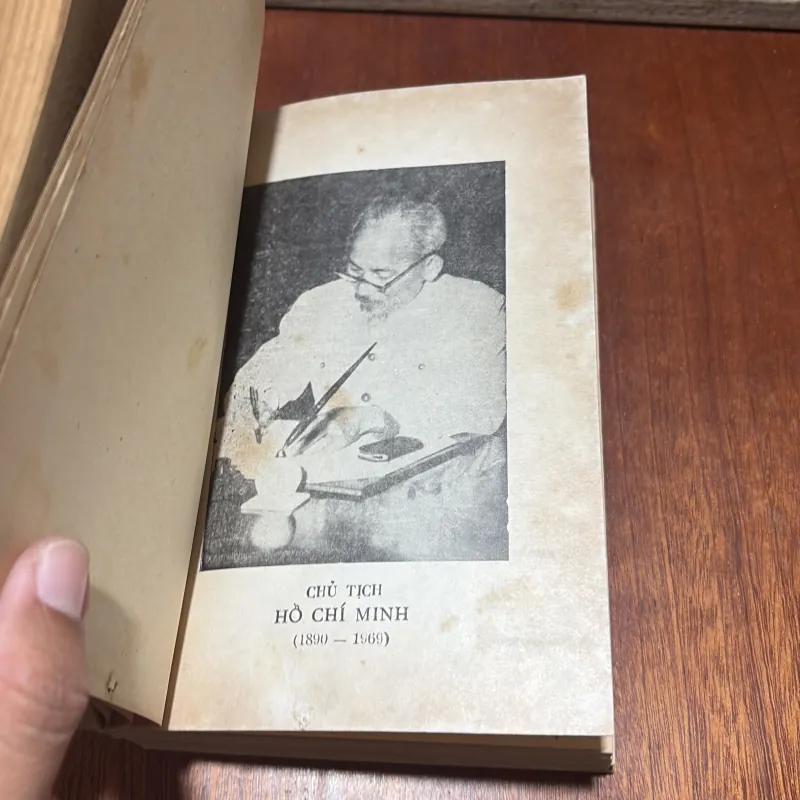 CHỦ TỊCH
HỒ CHÍ MINH
(1890 — 1969)